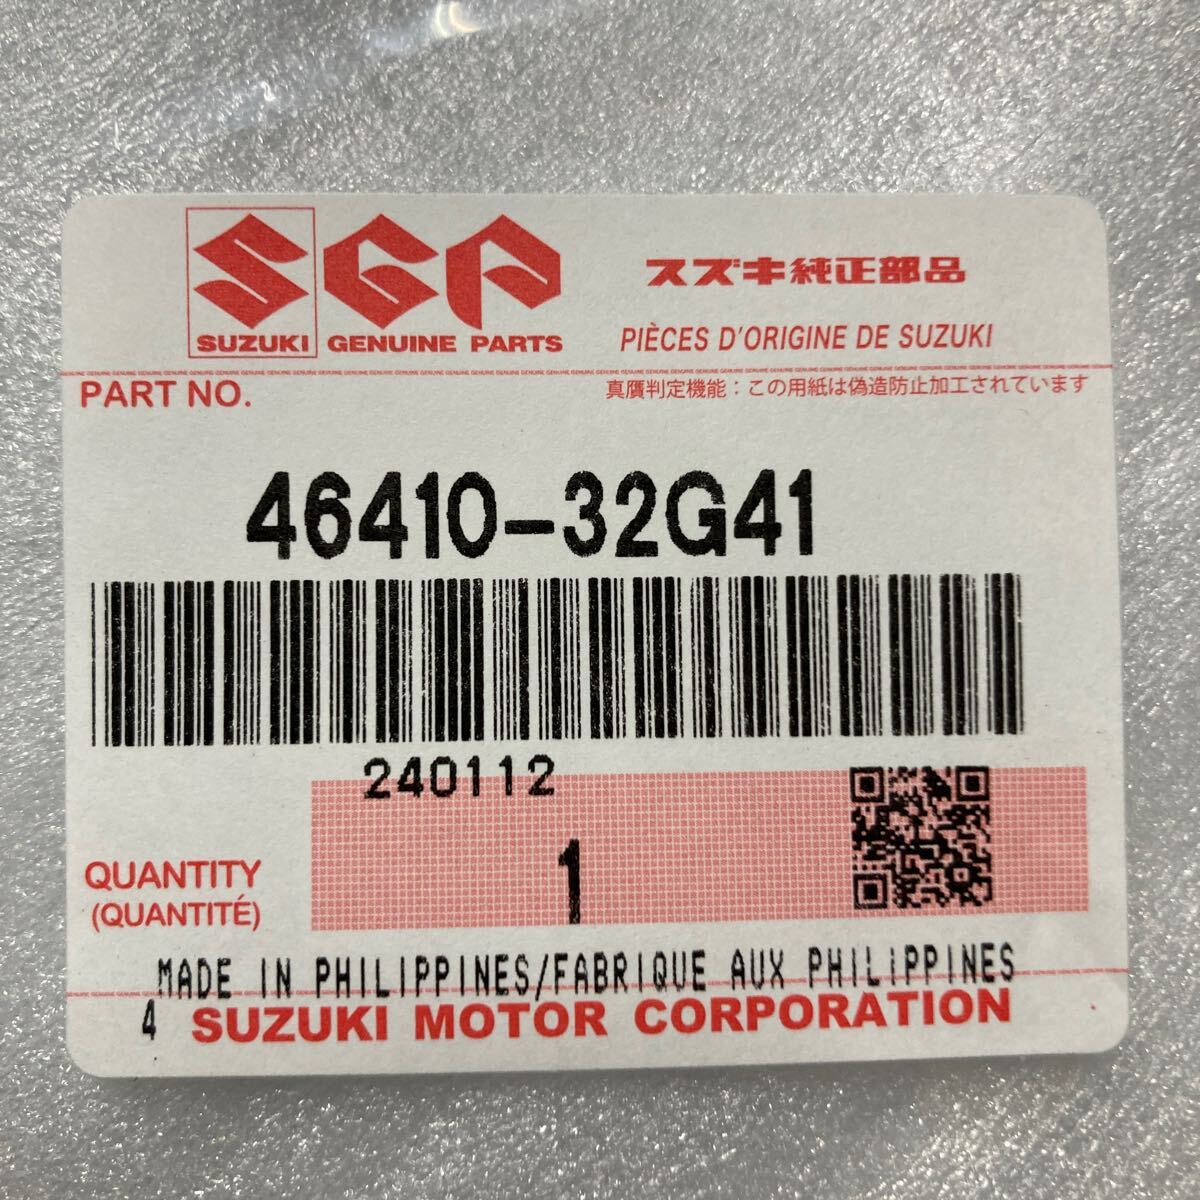 SGP
スズキ純正部品
SUZUKI GENUINE PARTS
PIÈCES D'ORIGINE DE SUZUKI
PART NO.
真贋判定機能：この用紙は偽造防止加工されています
46410-32G41
240112
QUANTITY
(QUANTITÉ)
1
MADE IN PHILIPPINES/FABRIQUE AUX PHILIPPINES
4 SUZUKI MOTOR CORPORATION